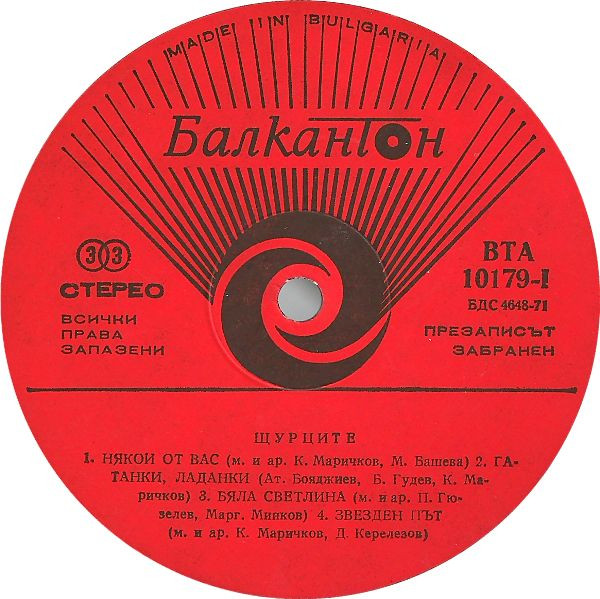 MADE IN BULGARIA
Балкантон
33
СТЕРЕО
ВСИЧКИ
ПРАВА
ЗАПАЗЕНИ
ВТА
10179-I
БДС 4648-71
ПРЕЗАПИСЪТ
ЗАБРАНЕН
ЩУРЦИТЕ
1. НЯКОЙ ОТ ВАС (м. и ар. К. Маричков, М. Башева) 2. ГА-
ТАНКИ, ЛАДАНКИ (Ат. Бояджиев, Б. Гудев, К. Ма-
ричков) 3. БЯЛА СВЕТЛИНА (м. и ар. П. Гю-
зелев, Марг. Минков) 4. ЗВЕЗДЕН ПЪТ
(м. и ар. К. Маричков, Д. Керелезов)